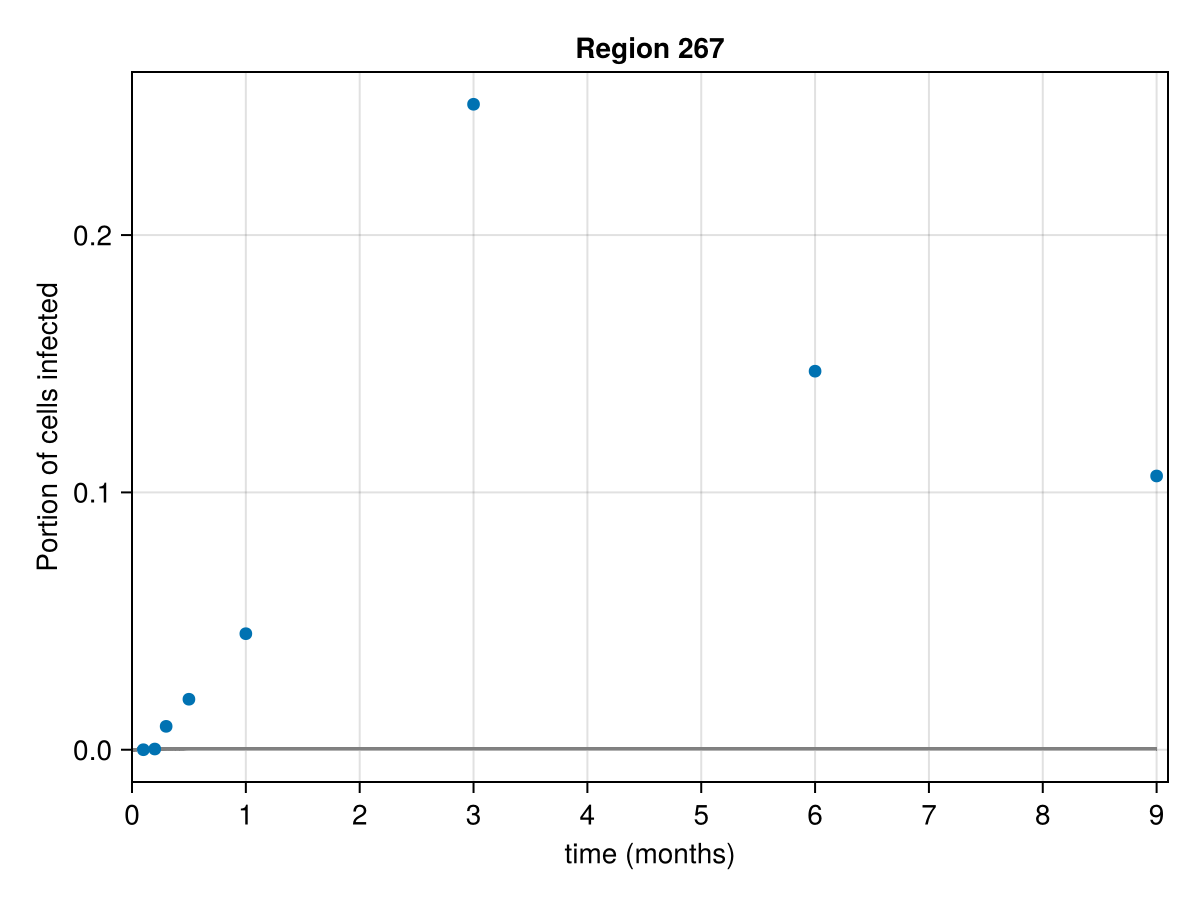 Region 267
Portion of cells infected
0.2
0.1
0.0
0 1 2 3 4 5 6 7 8 9
time (months)